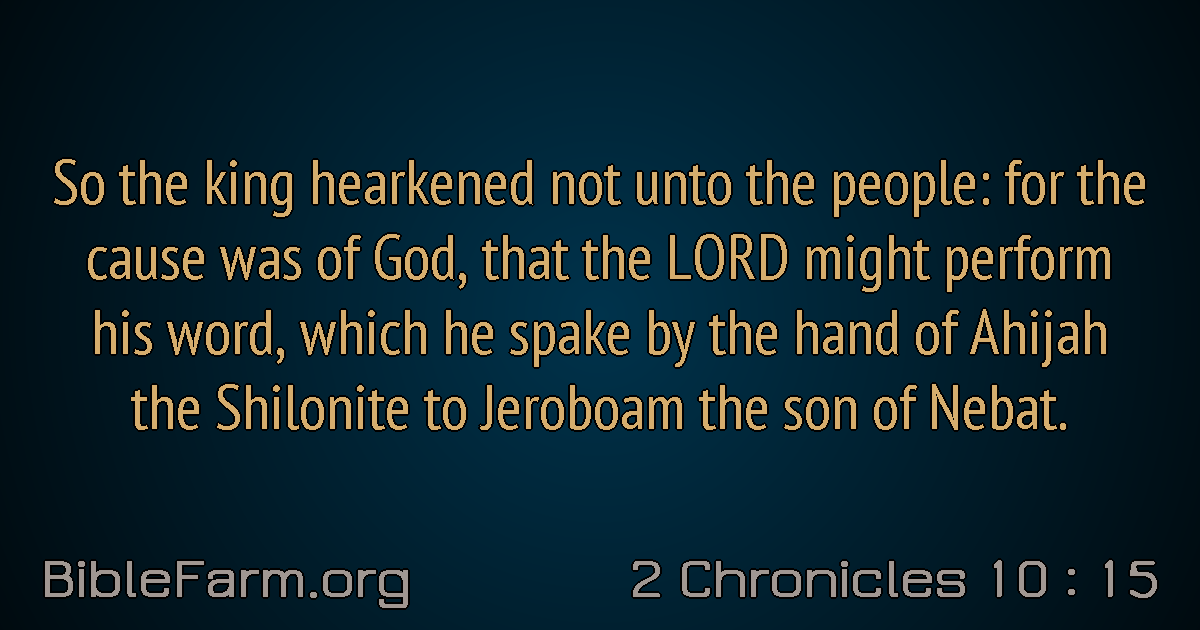 So the king hearkened not unto the people: for the
cause was of God, that the LORD might perform
his word, which he spake by the hand of Ahijah
the Shilonite to Jeroboam the son of Nebat.
BibleFarm.org
2 Chronicles 10 : 15